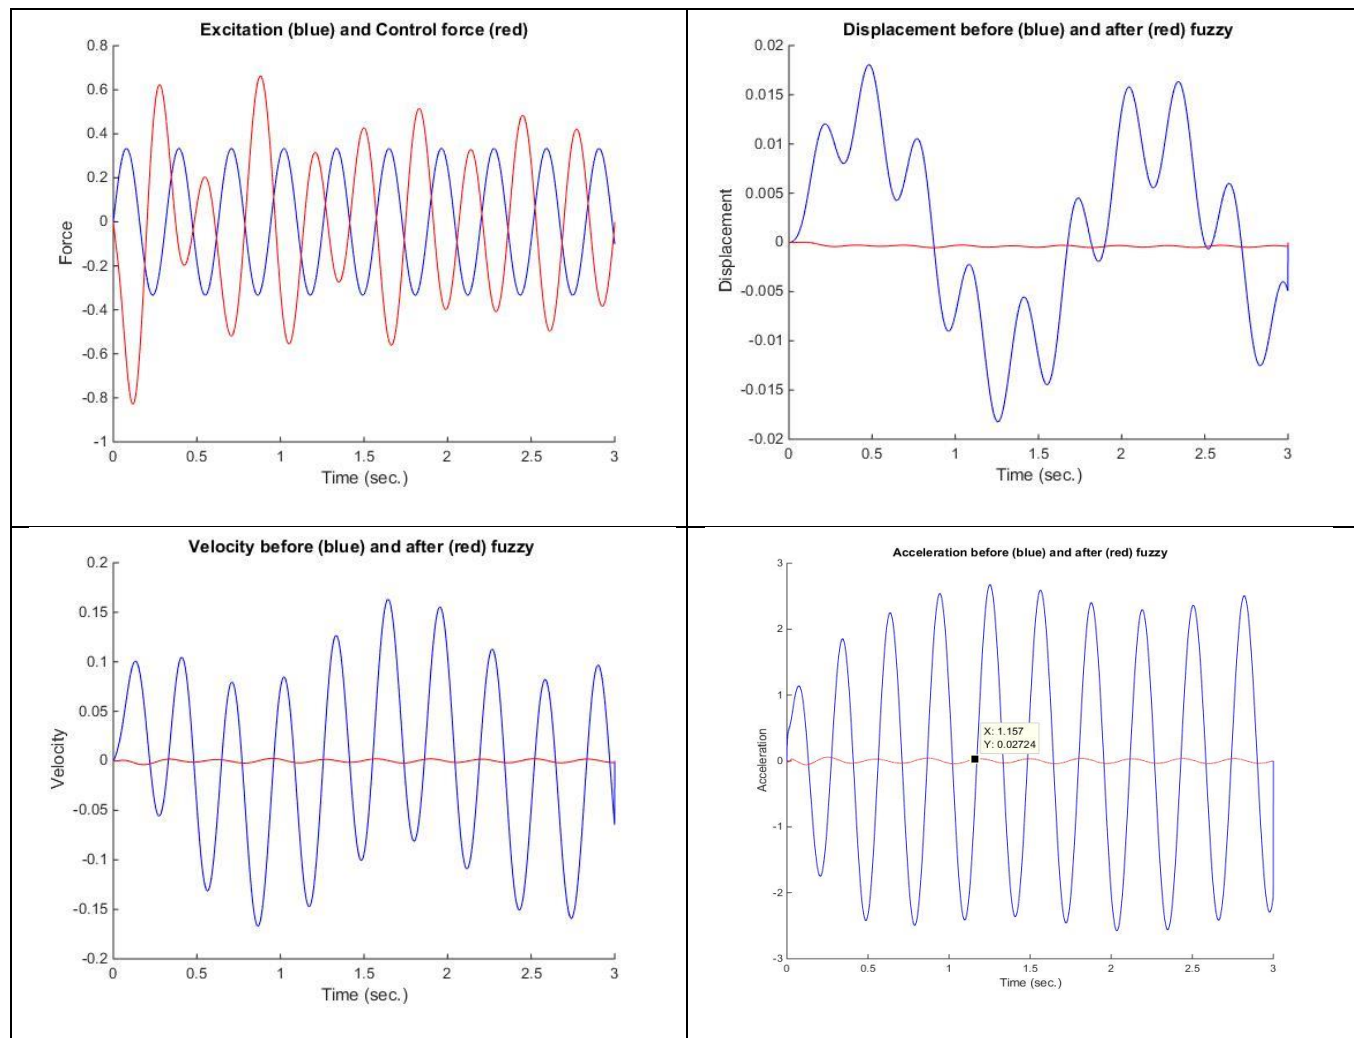 Excitation (blue) and Control force (red)
0.8
0.6
0.4
0.2
0
-0.2
-0.4
-0.6
-0.8
-1
Force
0 0.5 1 1.5 2 2.5 3
Time (sec.)
Displacement before (blue) and after (red) fuzzy
0.02
0.015
0.01
0.005
0
-0.005
-0.01
-0.015
-0.02
Displacement
0 0.5 1 1.5 2 2.5 3
Time (sec.)
Velocity before (blue) and after (red) fuzzy
0.2
0.15
0.1
0.05
0
-0.05
-0.1
-0.15
-0.2
Velocity
0 0.5 1 1.5 2 2.5 3
Time (sec.)
Acceleration before (blue) and after (red) fuzzy
3
2
1
0
-1
-2
-3
Acceleration
X: 1.157
Y: 0.02724
0 0.5 1 1.5 2 2.5 3
Time (sec.)